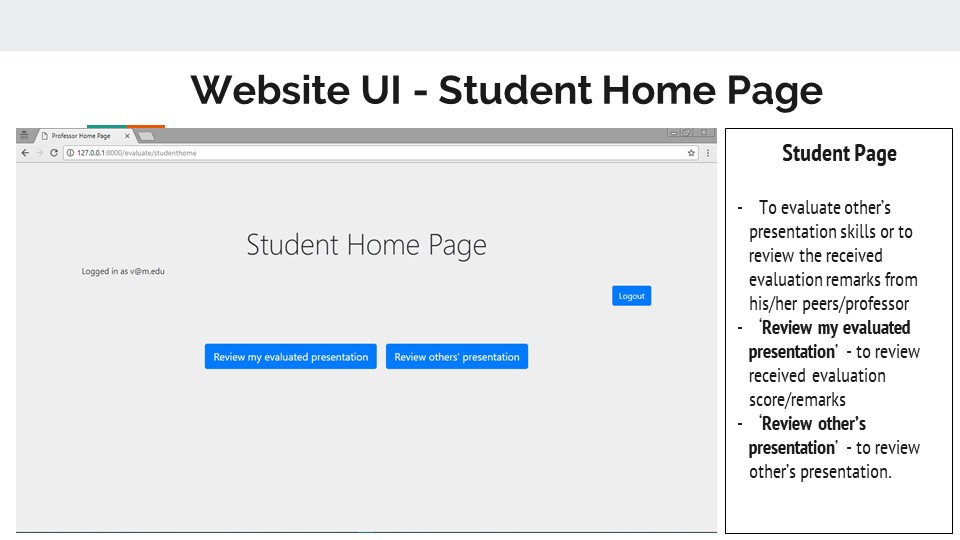 Website UI - Student Home Page
Professor Home Page
127.0.0.1:8000/evaluate/studenthome
Student Home Page
Logged in as v@m.edu
Logout
Review my evaluated presentation
Review others' presentation
Student Page
- To evaluate other's
presentation skills or to
review the received
evaluation remarks from
his/her peers/professor
- ‘Review my evaluated
presentation’ - to review
received evaluation
score/remarks
- ‘Review other’s
presentation’ - to review
other’s presentation.